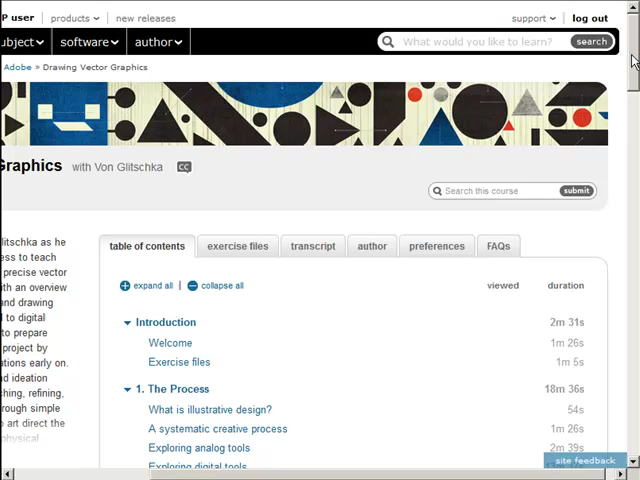 P user products new releases support log out
ubject software author What would you like to learn? search
Adobe » Drawing Vector Graphics
Graphics with Von Glitschka CC
Search this course submit
litschka as he
ess to teach
precise vector
ith an overview
and drawing
l to digital
to prepare
project by
ations early on.
nd ideation
ching, refining,
rough simple
o art direct the
physical
table of contents exercise files transcript author preferences FAQs
expand all | collapse all viewed duration
Introduction 2m 31s
Welcome 1m 26s
Exercise files 1m 5s
1. The Process 18m 36s
What is illustrative design? 54s
A systematic creative process 1m 26s
Exploring analog tools 2m 39s
Exploring digital tools
site feedback